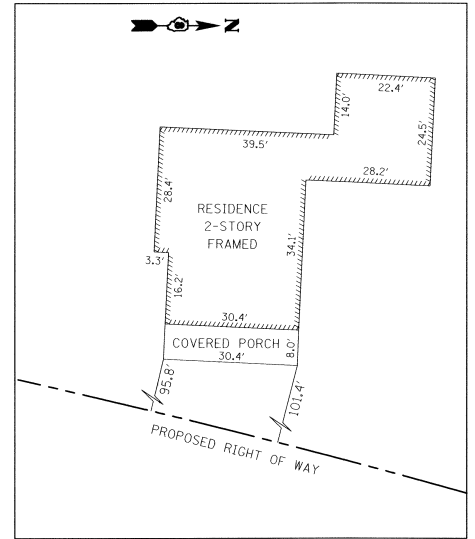 N
22.4'
14.0'
24.5'
39.5'
28.2'
28.4'
RESIDENCE
2-STORY
FRAMED
34.1'
3.3'
16.2'
30.4'
COVERED PORCH
8.0'
30.4'
95.8'
101.4'
PROPOSED RIGHT OF WAY